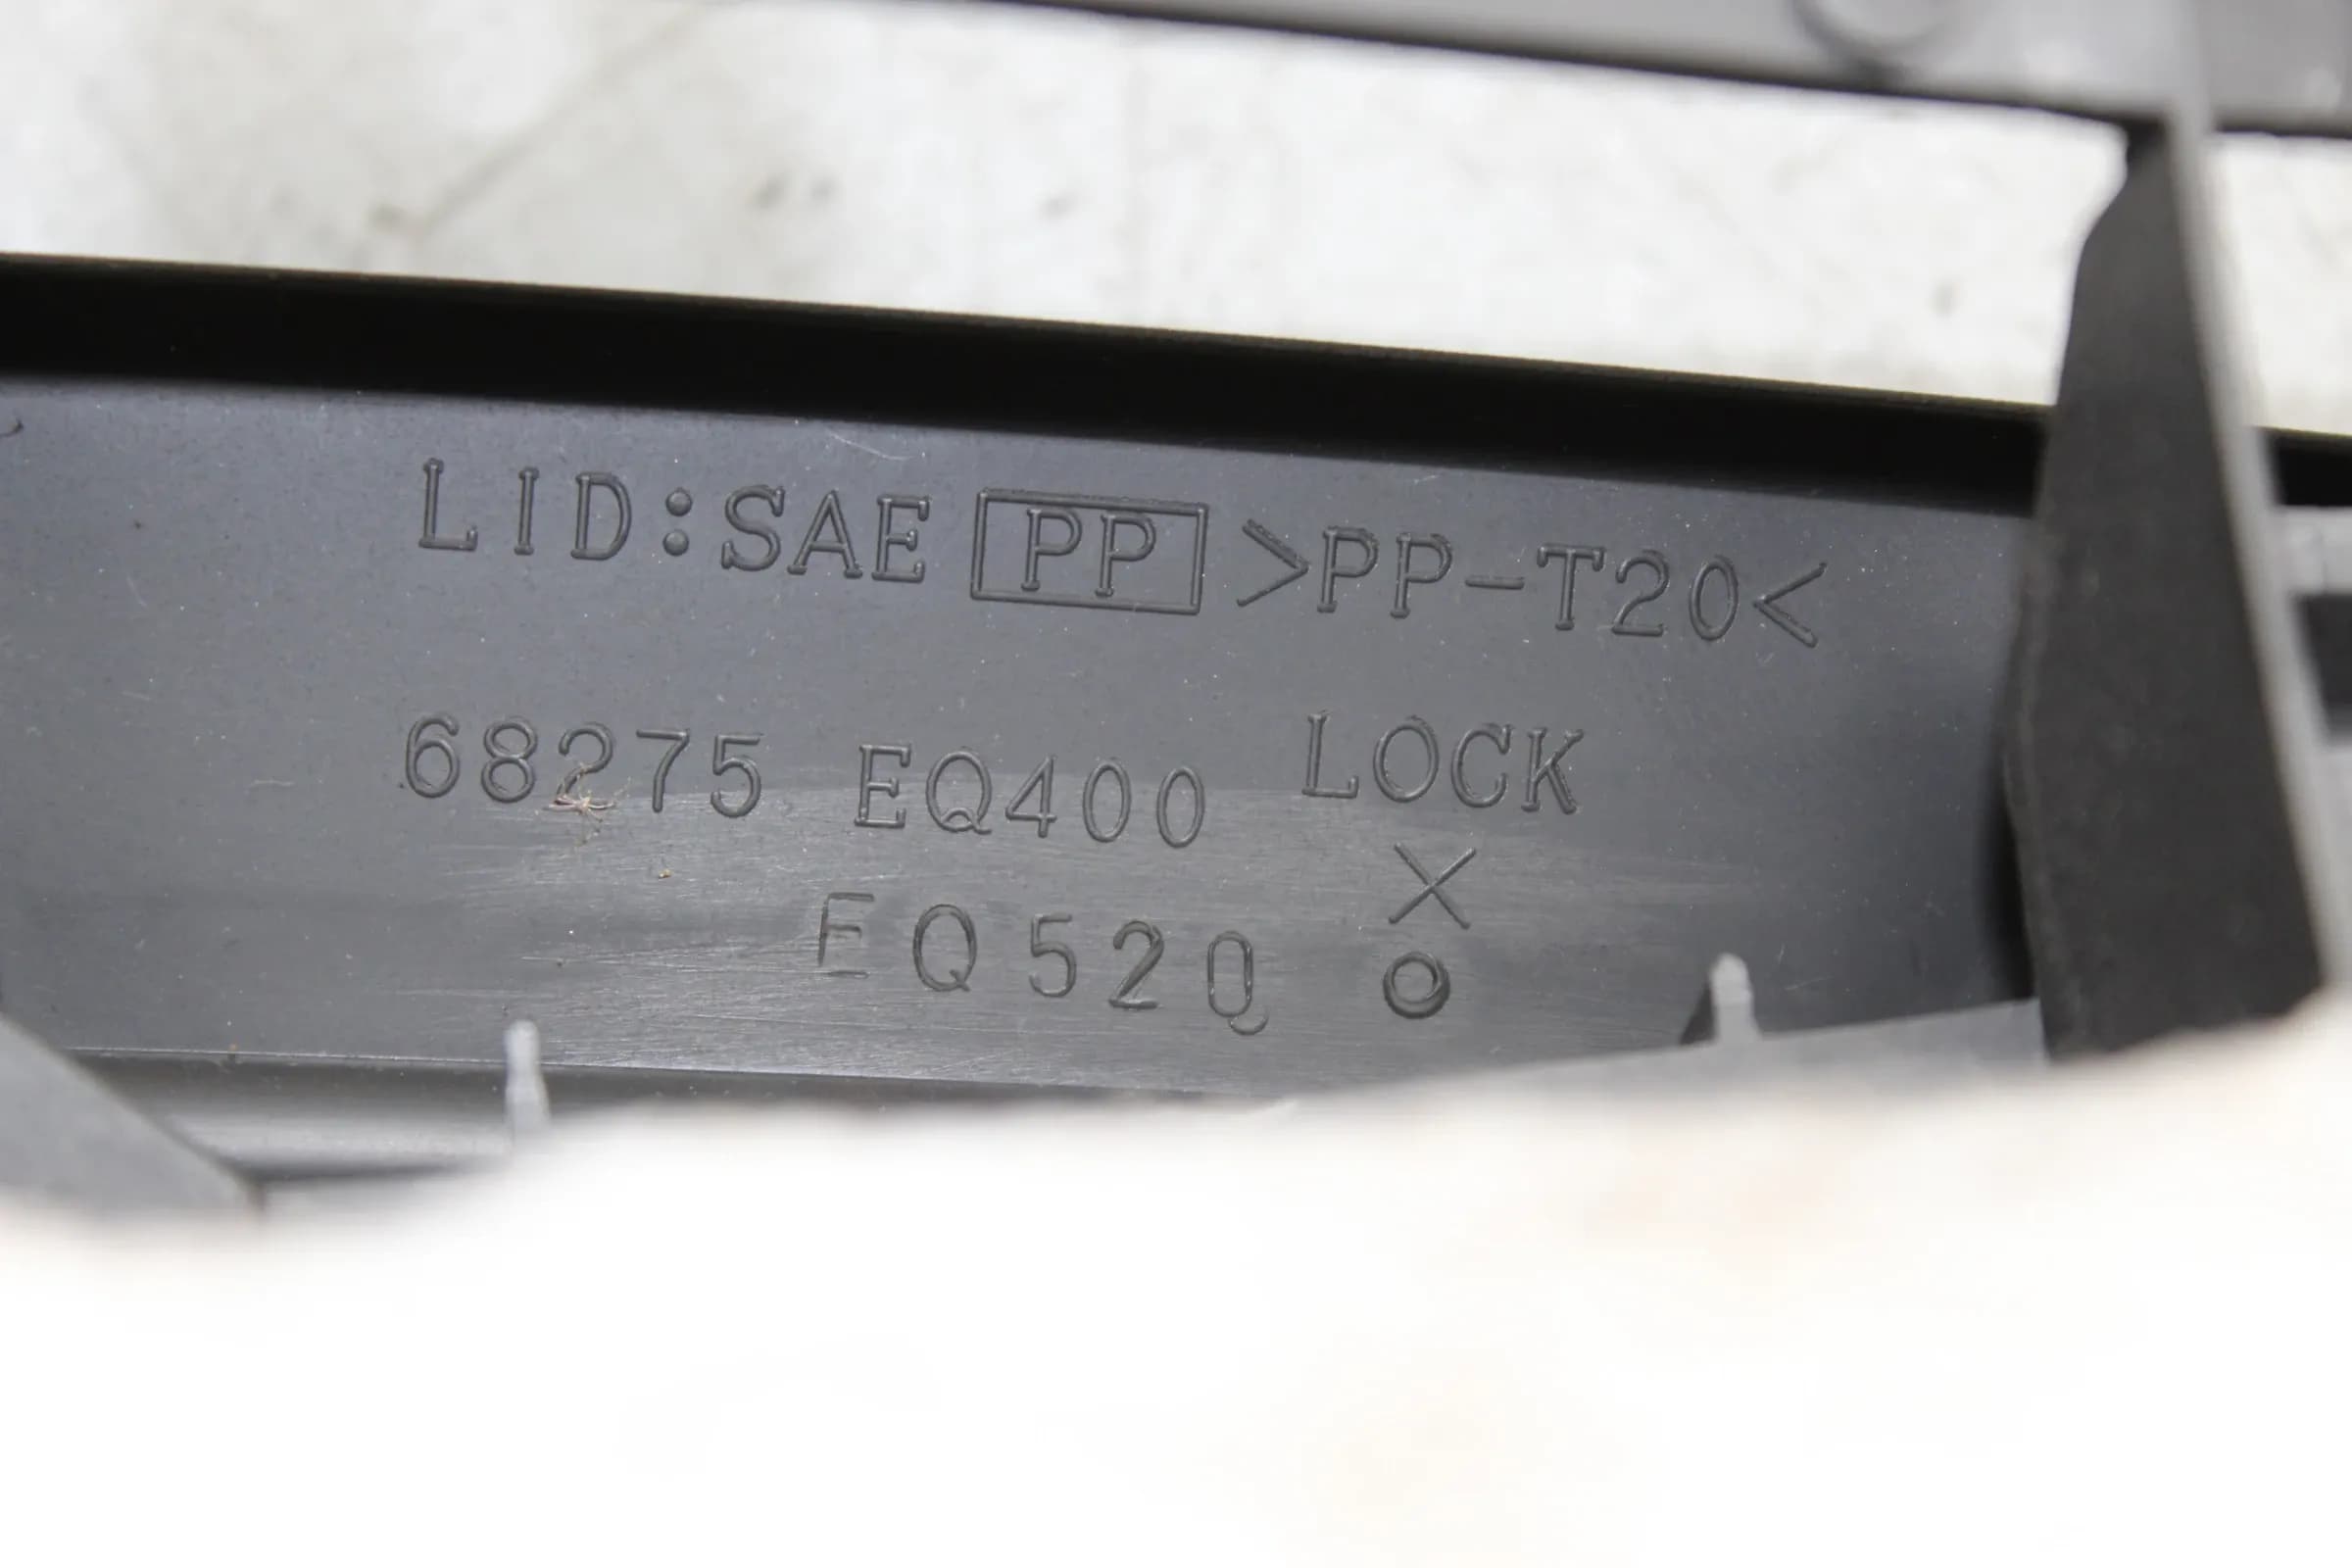 LID:SAE PP >PP-T20<
68275 EQ400 LOCK
X
EQ520 O